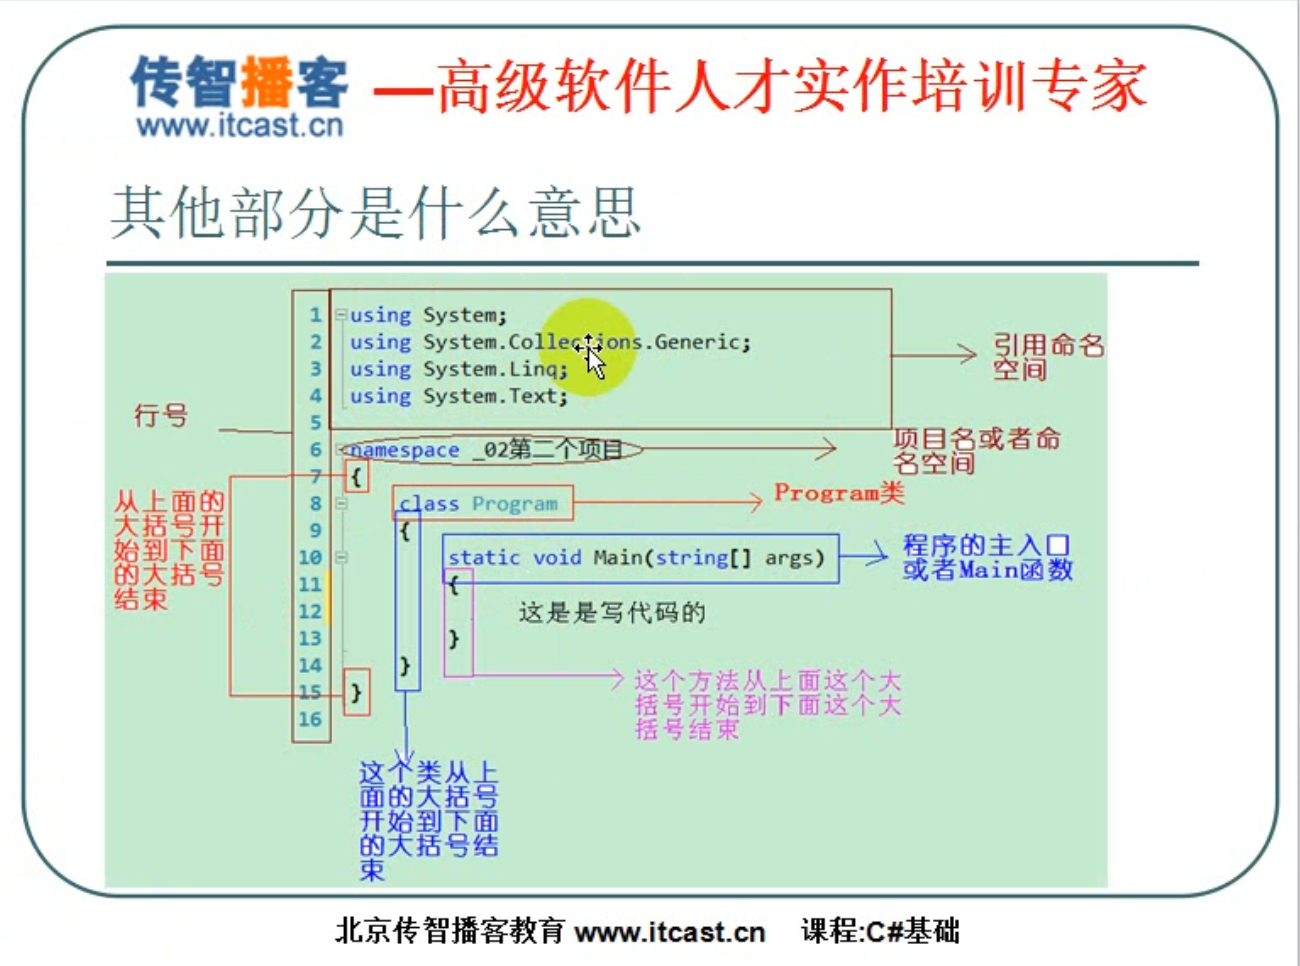 传智播客 —高级软件人才实作培训专家
www.itcast.cn
其他部分是什么意思
1 using System;
2 using System.Collections.Generic;
3 using System.Linq;
4 using System.Text;
5
6 namespace _02第二个项目
7 {
8 class Program
9 {
10 static void Main(string[] args)
11 {
12 这是是写代码的
13 }
14 }
15 }
16
引用命名
空间
行号
项目名或者命
名空间
从上面的
大括号开
始到下面
的大括号
结束
Program类
程序的主入口
或者Main函数
这个方法从上面这个大
括号开始到下面这个大
括号结束
这个类从上
面的大括号
开始到下面
的大括号结
束
北京传智播客教育 www.itcast.cn 课程:C#基础